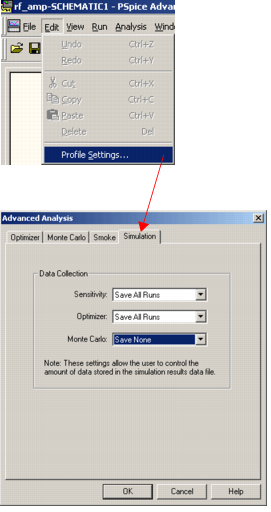 rf_amp-SCHEMATIC1 - PSpice Advan
File Edit View Run Analysis Wind
Undo Ctrl+Z
Redo Ctrl+Y
Cut Ctrl+X
Copy Ctrl+C
Paste Ctrl+V
Delete Del
Profile Settings...
Advanced Analysis
Optimizer Monte Carlo Smoke Simulation
Data Collection
Sensitivity: Save All Runs
Optimizer: Save All Runs
Monte Carlo: Save None
Note: These settings allow the user to control the
amount of data stored in the simulation results data file.
OK Cancel Help